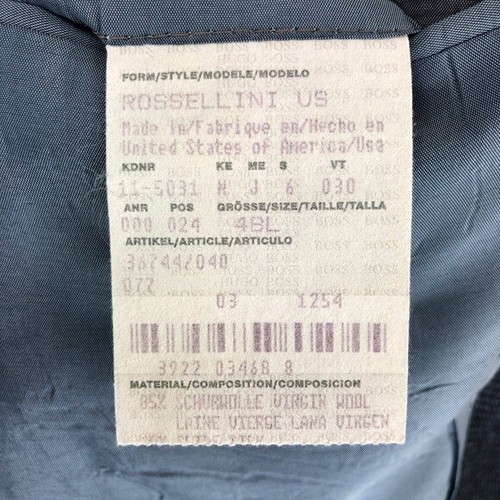 FORM/STYLE/MODELE/MODELO
ROSSELLINI US
Made in/Fabrique en/Hecho en
United States of America/Usa
KDNR KE ME S VT
11-5031 M J 6 030
ANR POS GRÖSSE/SIZE/TAILLE/TALLA
000 024 48L
ARTIKEL/ARTICLE/ARTICULO
36744/040
077
03 1254
3922 03468 8
MATERIAL/COMPOSITION/COMPOSICION
85% SCHURWOLLE VIRGIN WOOL
LAINE VIERGE LANA VIRGEN